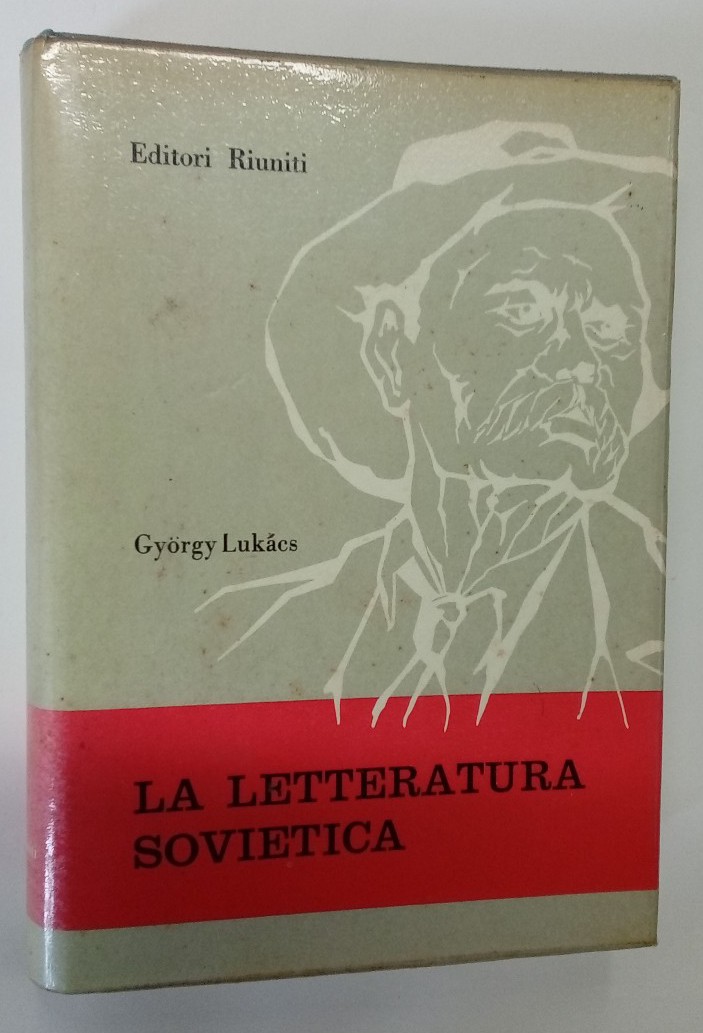 Editori Riuniti
György Lukács
LA LETTERATURA
SOVIETICA